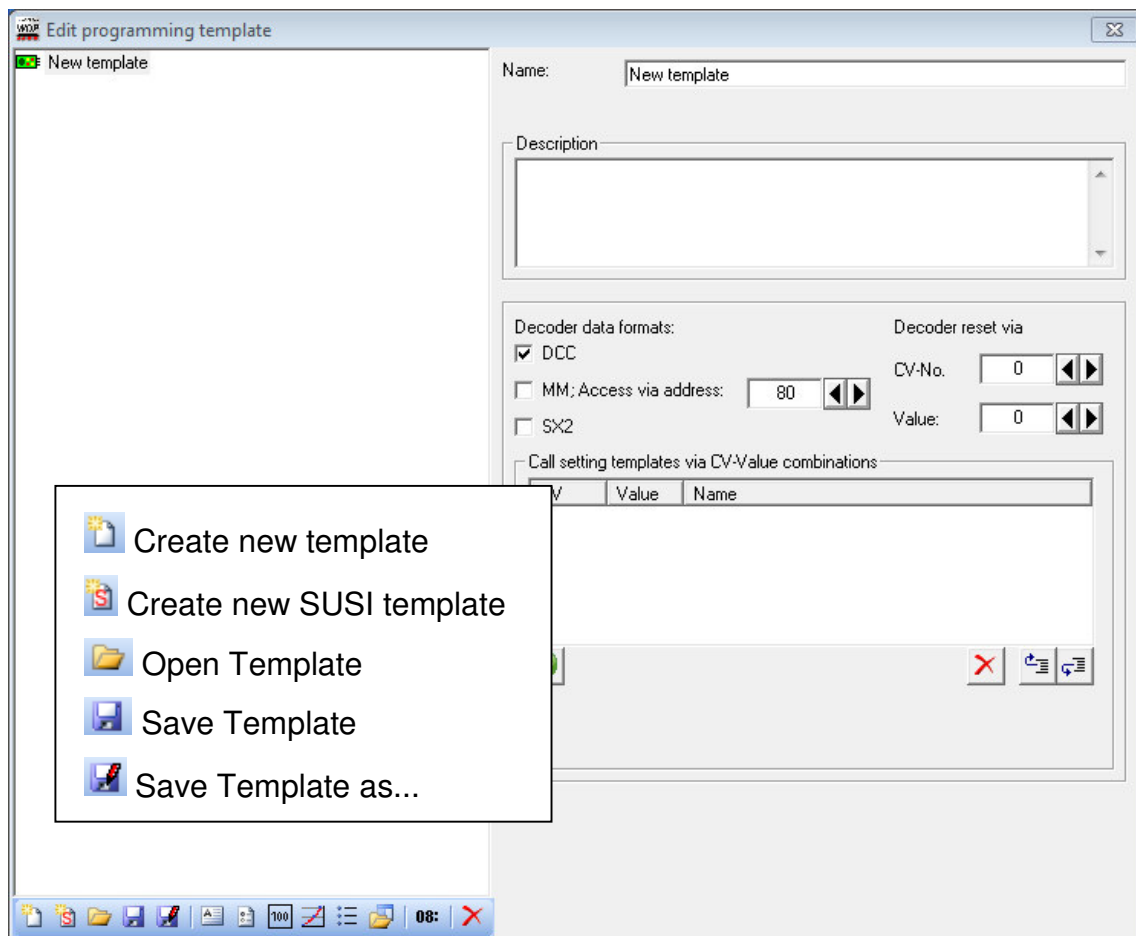 WDP Edit programming template
New template
Name: New template
Description
Decoder data formats:
DCC
MM; Access via address: 80
SX2
Decoder reset via
CV-No. 0
Value: 0
Call setting templates via CV-Value combinations
V Value Name
Create new template
S Create new SUSI template
Open Template
Save Template
Save Template as...
S A 100 08: